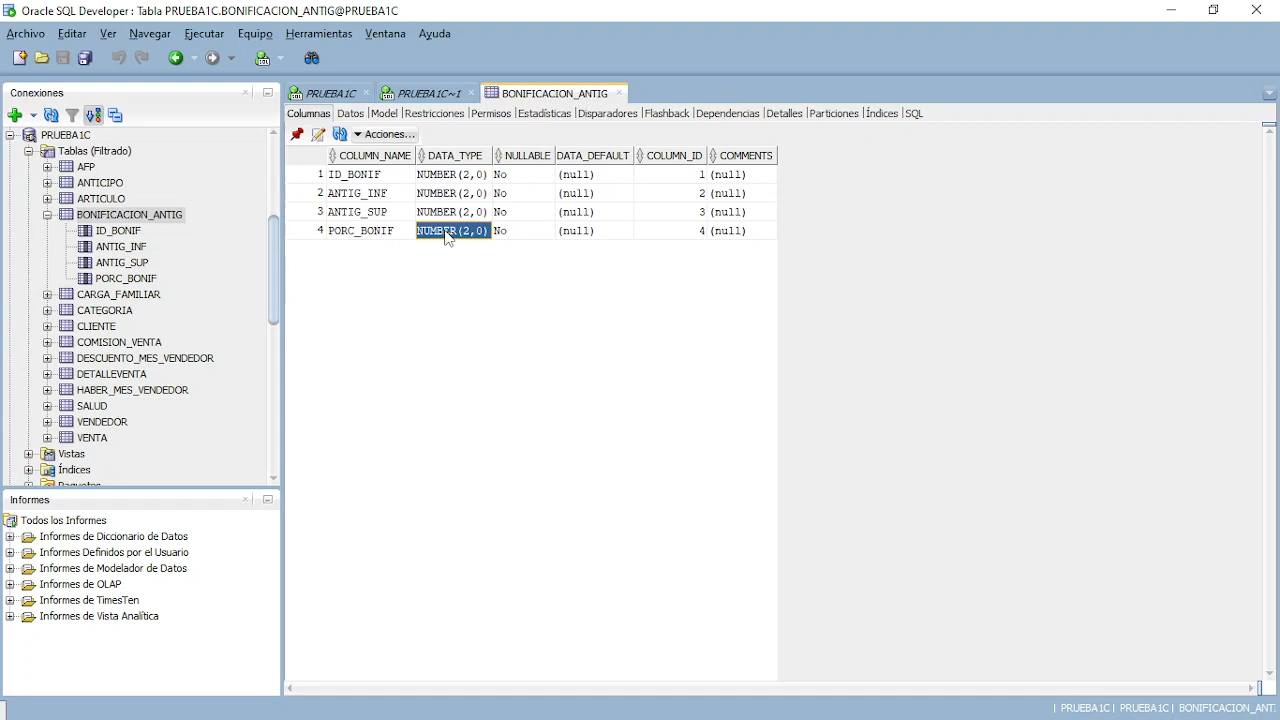 Oracle SQL Developer : Tabla PRUEBA1C.BONIFICACION_ANTIG@PRUEBA1C
Archivo Editar Ver Navegar Ejecutar Equipo Herramientas Ventana Ayuda
Conexiones
PRUEBA1C
Tablas (Filtrado)
AFP
ANTICIPO
ARTICULO
BONIFICACION_ANTIG
ID_BONIF
ANTIG_INF
ANTIG_SUP
PORC_BONIF
CARGA_FAMILIAR
CATEGORIA
CLIENTE
COMISION_VENTA
DESCUENTO_MES_VENDEDOR
DETALLEVENTA
HABER_MES_VENDEDOR
SALUD
VENDEDOR
VENTA
Vistas
Índices
Paquetes
Informes
Todos los Informes
Informes de Diccionario de Datos
Informes Definidos por el Usuario
Informes de Modelador de Datos
Informes de OLAP
Informes de TimesTen
Informes de Vista Analítica
PRUEBA1C PRUEBA1C~1 BONIFICACION_ANTIG
Columnas Datos | Model | Restricciones | Permisos | Estadísticas | Disparadores | Flashback | Dependencias | Detalles | Particiones | Índices | SQL
Acciones...
COLUMN_NAME DATA_TYPE NULLABLE DATA_DEFAULT COLUMN_ID COMMENTS
1 ID_BONIF NUMBER(2,0) No (null) 1 (null)
2 ANTIG_INF NUMBER(2,0) No (null) 2 (null)
3 ANTIG_SUP NUMBER(2,0) No (null) 3 (null)
4 PORC_BONIF NUMBER(2,0) No (null) 4 (null)
| PRUEBA1C | PRUEBA1C | BONIFICACION_ANTI